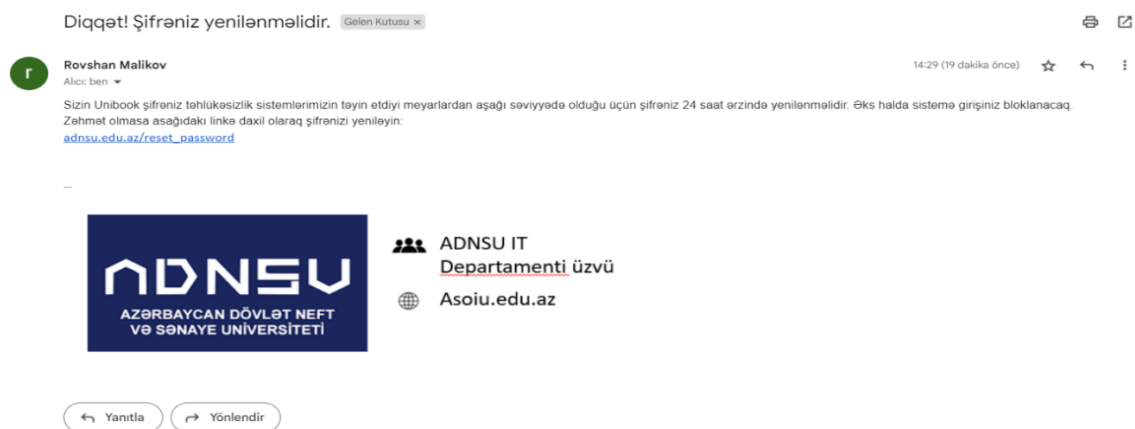 Diqqət! Şifrəniz yenilənməlidir. Gelen Kutusu ×
r
Rovshan Malikov
14:29 (19 dakika önce)
Alıcı: ben
Sizin Unibook şifrəniz təhlükəsizlik sistemlərimizin təyin etdiyi meyarlardan aşağı səviyyədə olduğu üçün şifrəniz 24 saat ərzində yenilənməlidir. Əks halda sistemə girişiniz bloklanacaq.
Zəhmət olmasa asağıdakı linkə daxil olaraq şifrənizi yeniləyin:
adnsu.edu.az/reset_password
--
ADNSU
AZƏRBAYCAN DÖVLƏT NEFT
VƏ SƏNAYE UNİVERSİTETİ
ADNSU IT
Departamenti üzvü
Asoiu.edu.az
Yanıtla
Yönlendir